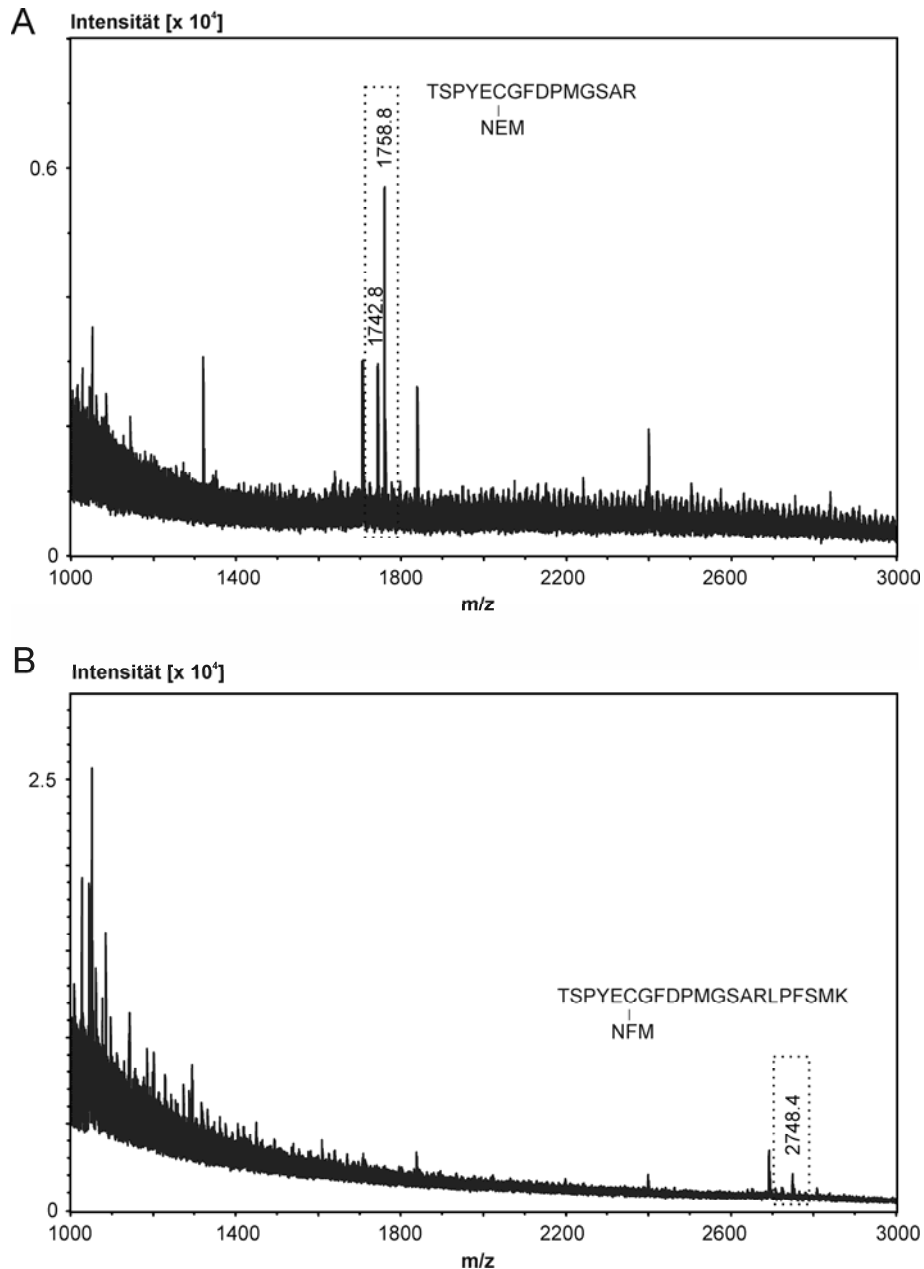 A
Intensität [x 10⁴]
TSPYECGFDPMGSAR
NEM
1758.8
1742.8
0.6
0
1000 1400 1800 2200 2600 3000
m/z
B
Intensität [x 10⁴]
2.5
TSPYECGFDPMGSARLPFSMK
NFM
2748.4
0
1000 1400 1800 2200 2600 3000
m/z